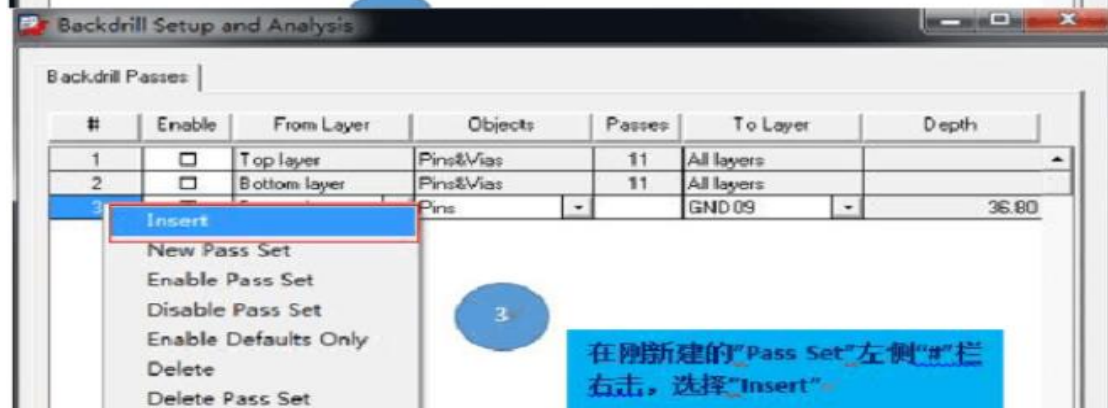 Backdrill Setup and Analysis
Backdrill Passes
# Enable From Layer Objects Passes To Layer Depth
1 Top layer Pins&Vias 11 All layers
2 Bottom layer Pins&Vias 11 All layers
3 Pins GND09 36.80
Insert
New Pass Set
Enable Pass Set
Disable Pass Set
Enable Defaults Only
Delete
Delete Pass Set
3
在刚新建的"Pass Set"左侧"#"栏
右击，选择"Insert"